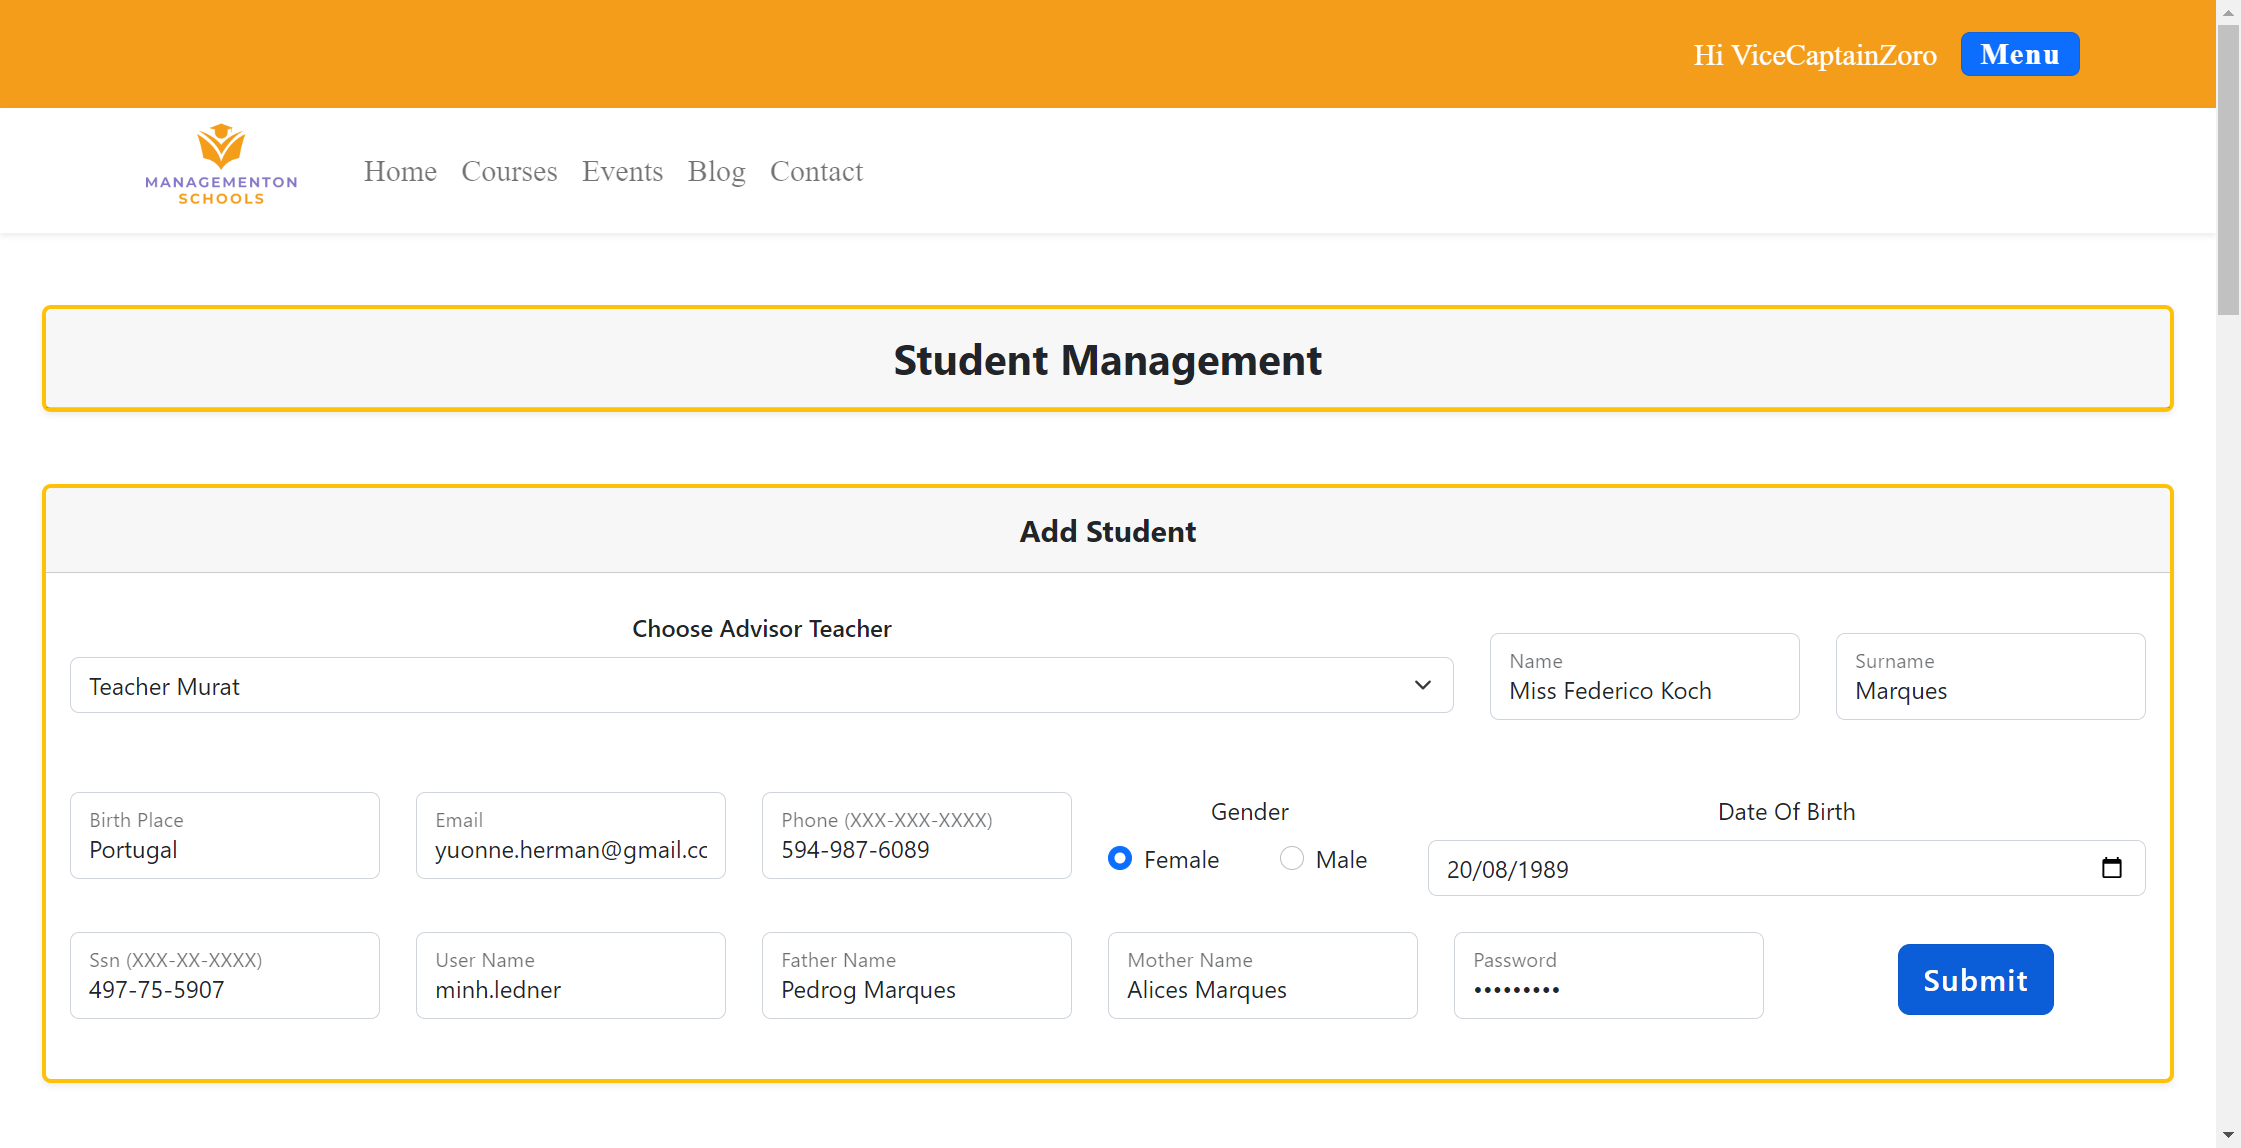 Hi ViceCaptainZoro Menu
MANAGEMENTON
SCHOOLS
Home Courses Events Blog Contact
Student Management
Add Student
Choose Advisor Teacher
Teacher Murat
Name
Miss Federico Koch
Surname
Marques
Birth Place
Portugal
Email
yuonne.herman@gmail.cc
Phone (XXX-XXX-XXXX)
594-987-6089
Gender
Female Male
Date Of Birth
20/08/1989
Ssn (XXX-XX-XXXX)
497-75-5907
User Name
minh.ledner
Father Name
Pedrog Marques
Mother Name
Alices Marques
Password
•••••••••
Submit